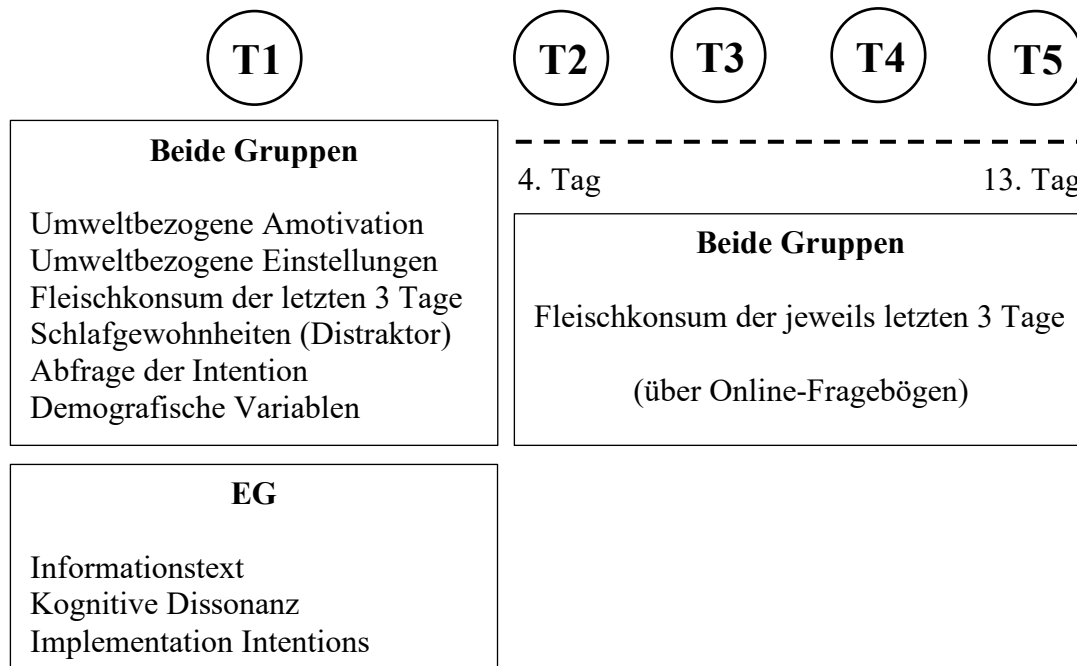 T1
T2
T3
T4
T5
Beide Gruppen
Umweltbezogene Amotivation
Umweltbezogene Einstellungen
Fleischkonsum der letzten 3 Tage
Schlafgewohnheiten (Distraktor)
Abfrage der Intention
Demografische Variablen
4. Tag
13. Tag
Beide Gruppen
Fleischkonsum der jeweils letzten 3 Tage
(über Online-Fragebögen)
EG
Informationstext
Kognitive Dissonanz
Implementation Intentions